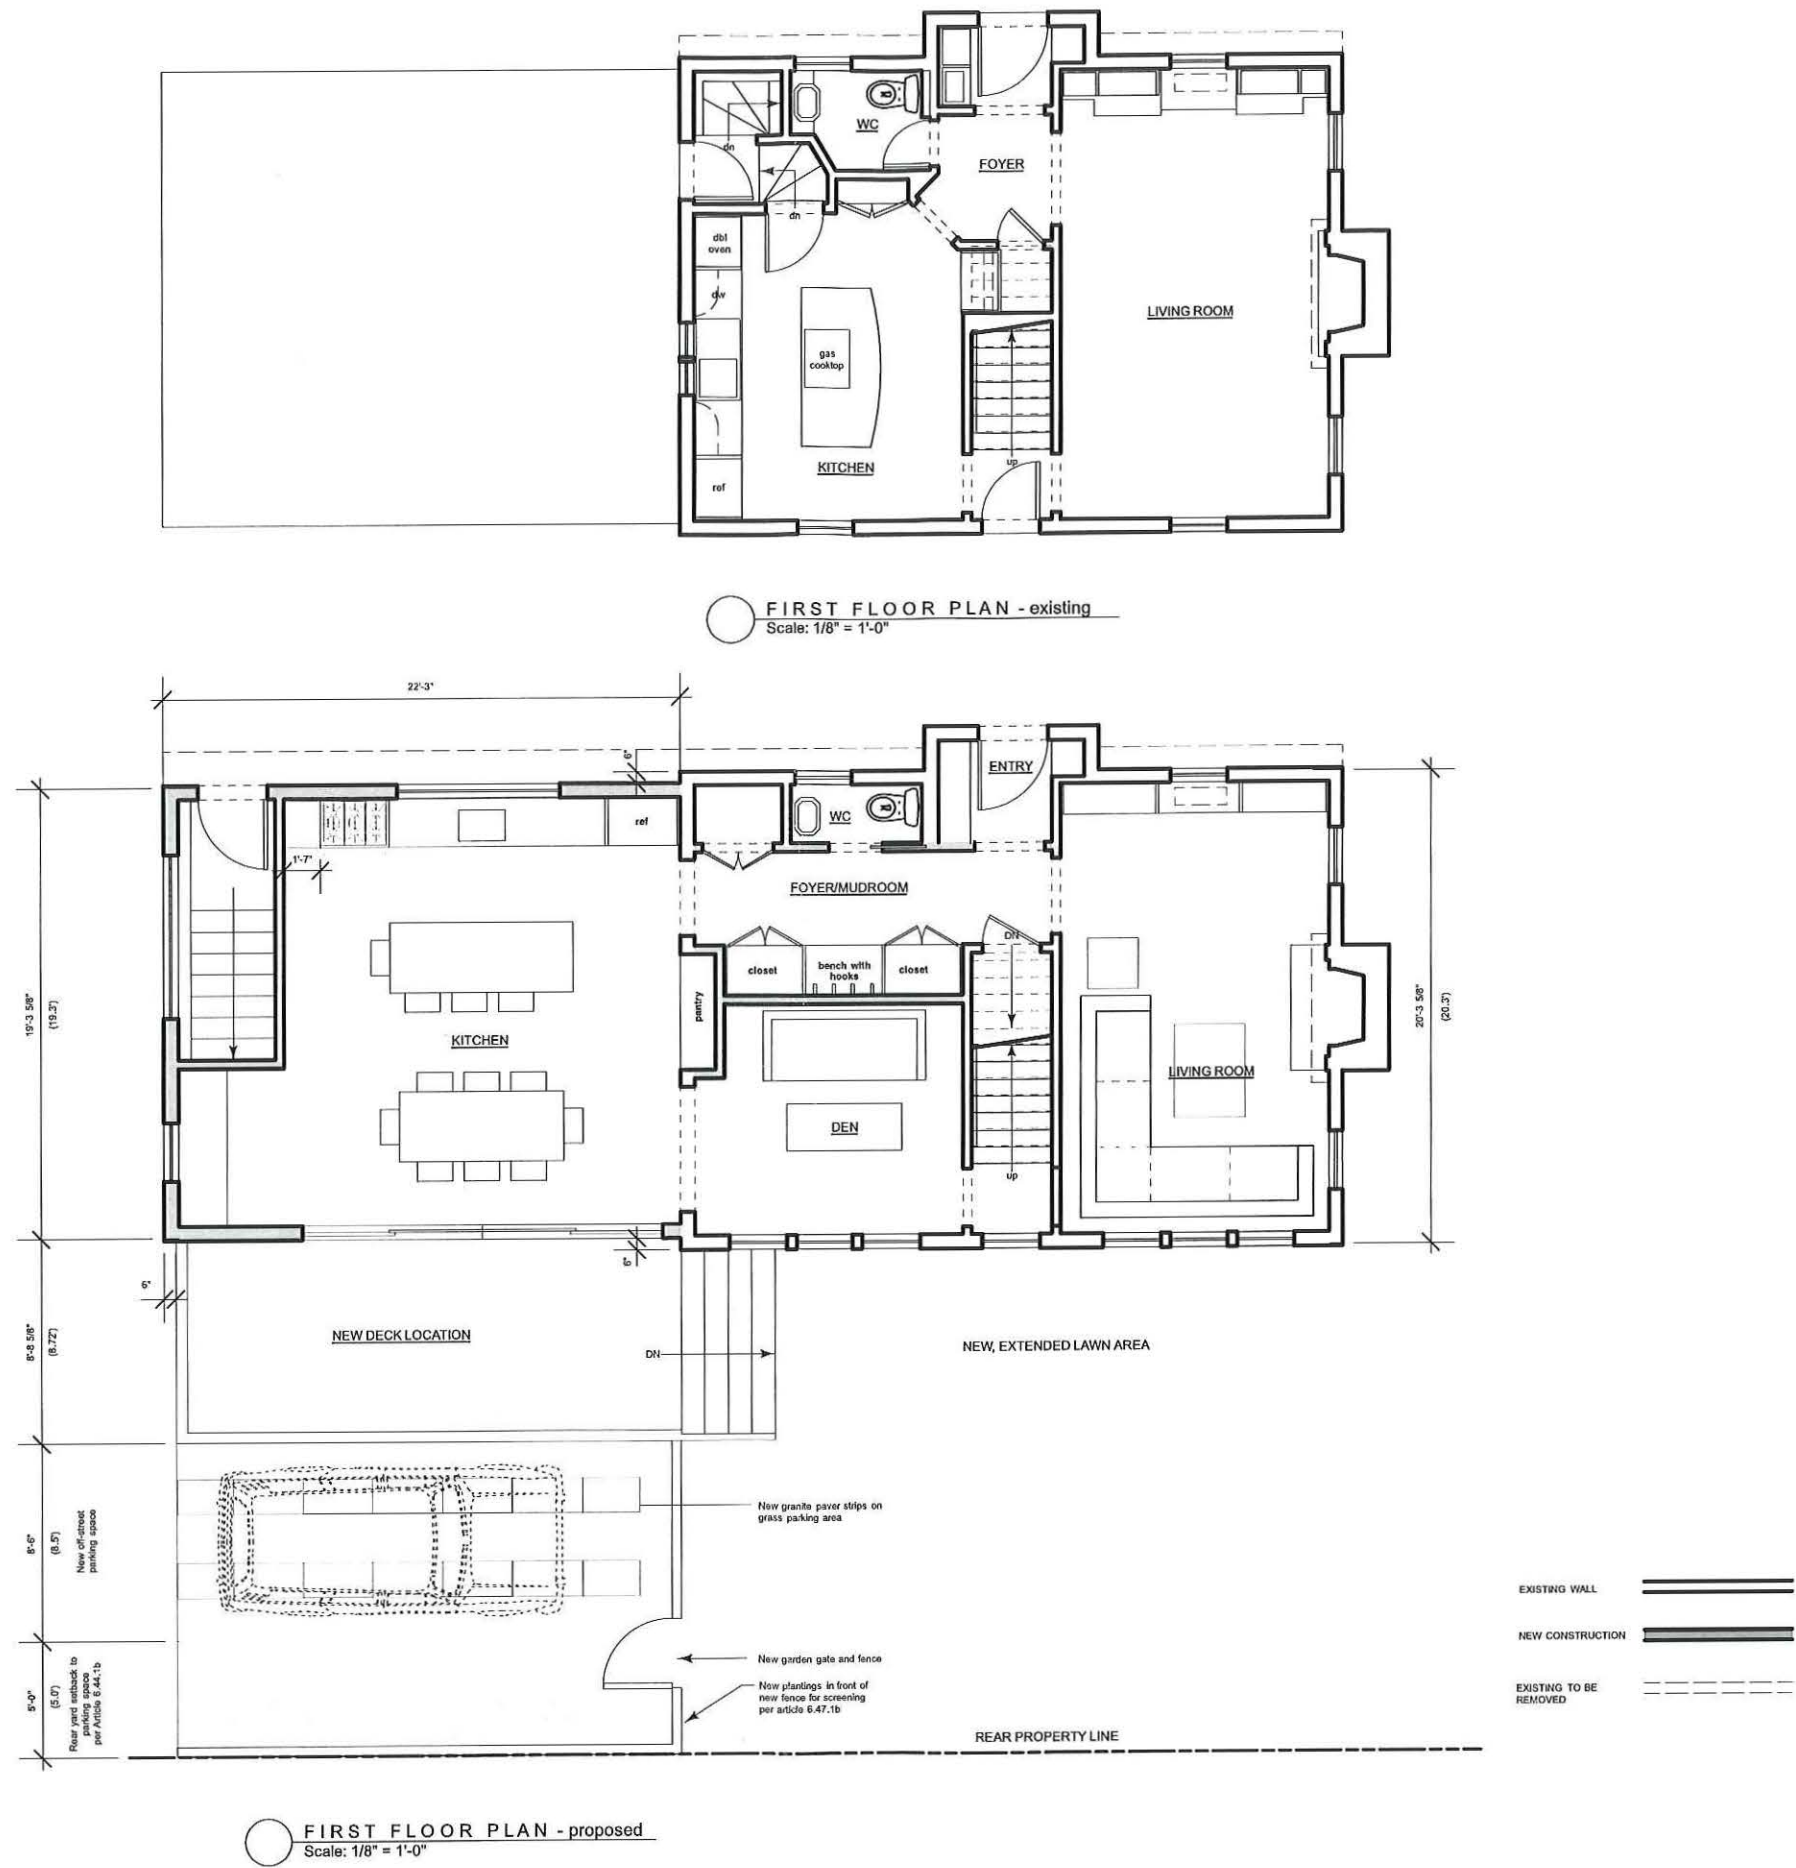 WC
FOYER
dn
dn
dbl
oven
dw
gas
cooktop
LIVING ROOM
KITCHEN
up
ref
FIRST FLOOR PLAN - existing
Scale: 1/8" = 1'-0"
22'-3"
6"
ENTRY
WC
ref
1'-7"
FOYER/MUDROOM
DN
closet
bench with
hooks
closet
pantry
19'-3 5/8"
(19.3')
20'-3 5/8"
(20.3')
KITCHEN
LIVING ROOM
DEN
up
6"
6"
NEW DECK LOCATION
DN
NEW, EXTENDED LAWN AREA
8'-8 5/8"
(8.72')
New granite paver strips on
grass parking area
8'-6"
(8.5')
New off-street
parking space
EXISTING WALL
NEW CONSTRUCTION
EXISTING TO BE
REMOVED
New garden gate and fence
New plantings in front of
new fence for screening
per article 6.47.1b
5'-0"
(5.0')
Rear yard setback to
parking space
per Article 6.44.1b
REAR PROPERTY LINE
FIRST FLOOR PLAN - proposed
Scale: 1/8" = 1'-0"